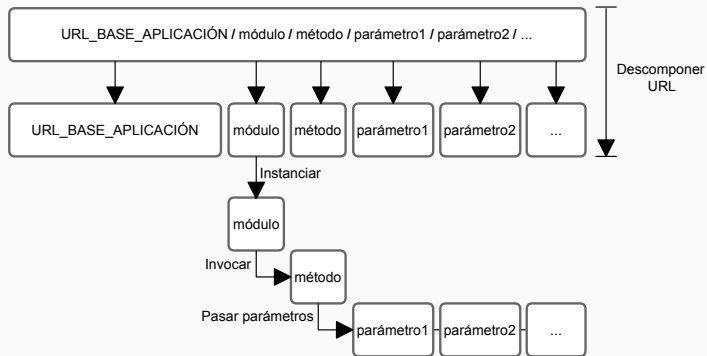 URL_BASE_APLICACIÓN / módulo / método / parámetro1 / parámetro2 / ...
Descomponer
URL
URL_BASE_APLICACIÓN
módulo
método
parámetro1
parámetro2
...
Instanciar
módulo
Invocar
método
Pasar parámetros
parámetro1
parámetro2
...